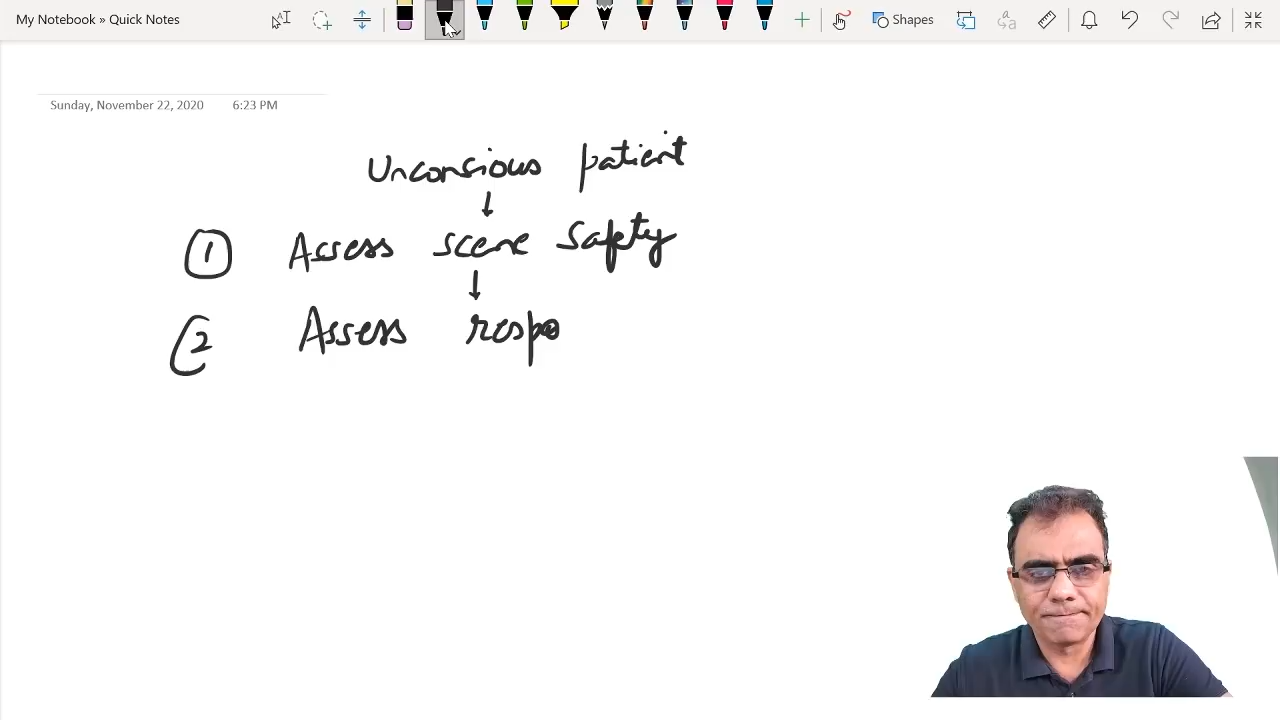 My Notebook » Quick Notes
Shapes
Sunday, November 22, 2020 6:23 PM
Unconscious patient
1 Assess scene safety
2 Assess respo